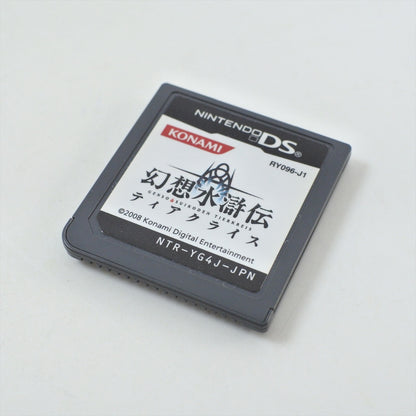 NINTENDO DS
RY096-J1
KONAMI
幻想水滸伝
GENSOSUIKODEN TIERKREIS
ティアクライス
©2008 Konami Digital Entertainment
NTR-YG4J-JPN